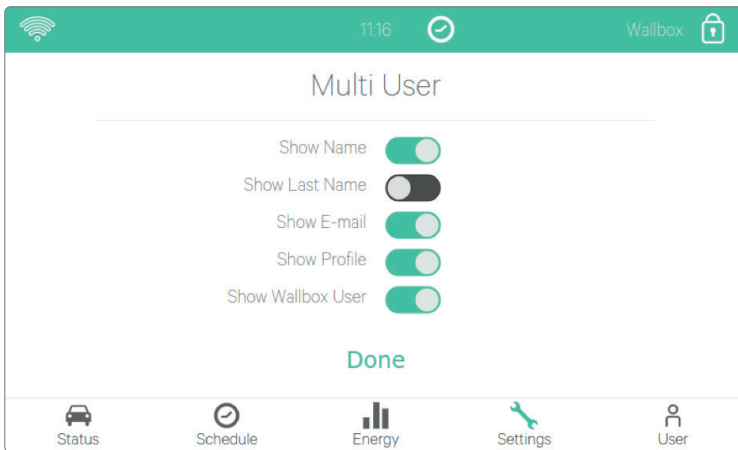 11:16 Wallbox
Multi User
Show Name
Show Last Name
Show E-mail
Show Profile
Show Wallbox User
Done
Status Schedule Energy Settings User